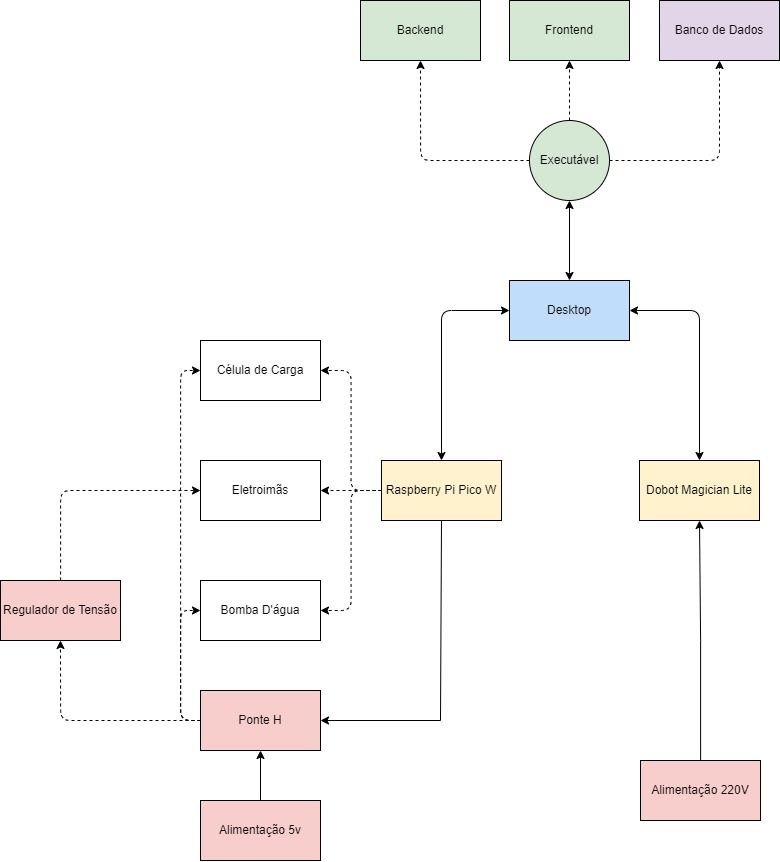 Backend
Frontend
Banco de Dados
Executável
Desktop
Célula de Carga
Eletroimãs
Raspberry Pi Pico W
Dobot Magician Lite
Regulador de Tensão
Bomba D'água
Ponte H
Alimentação 220V
Alimentação 5v